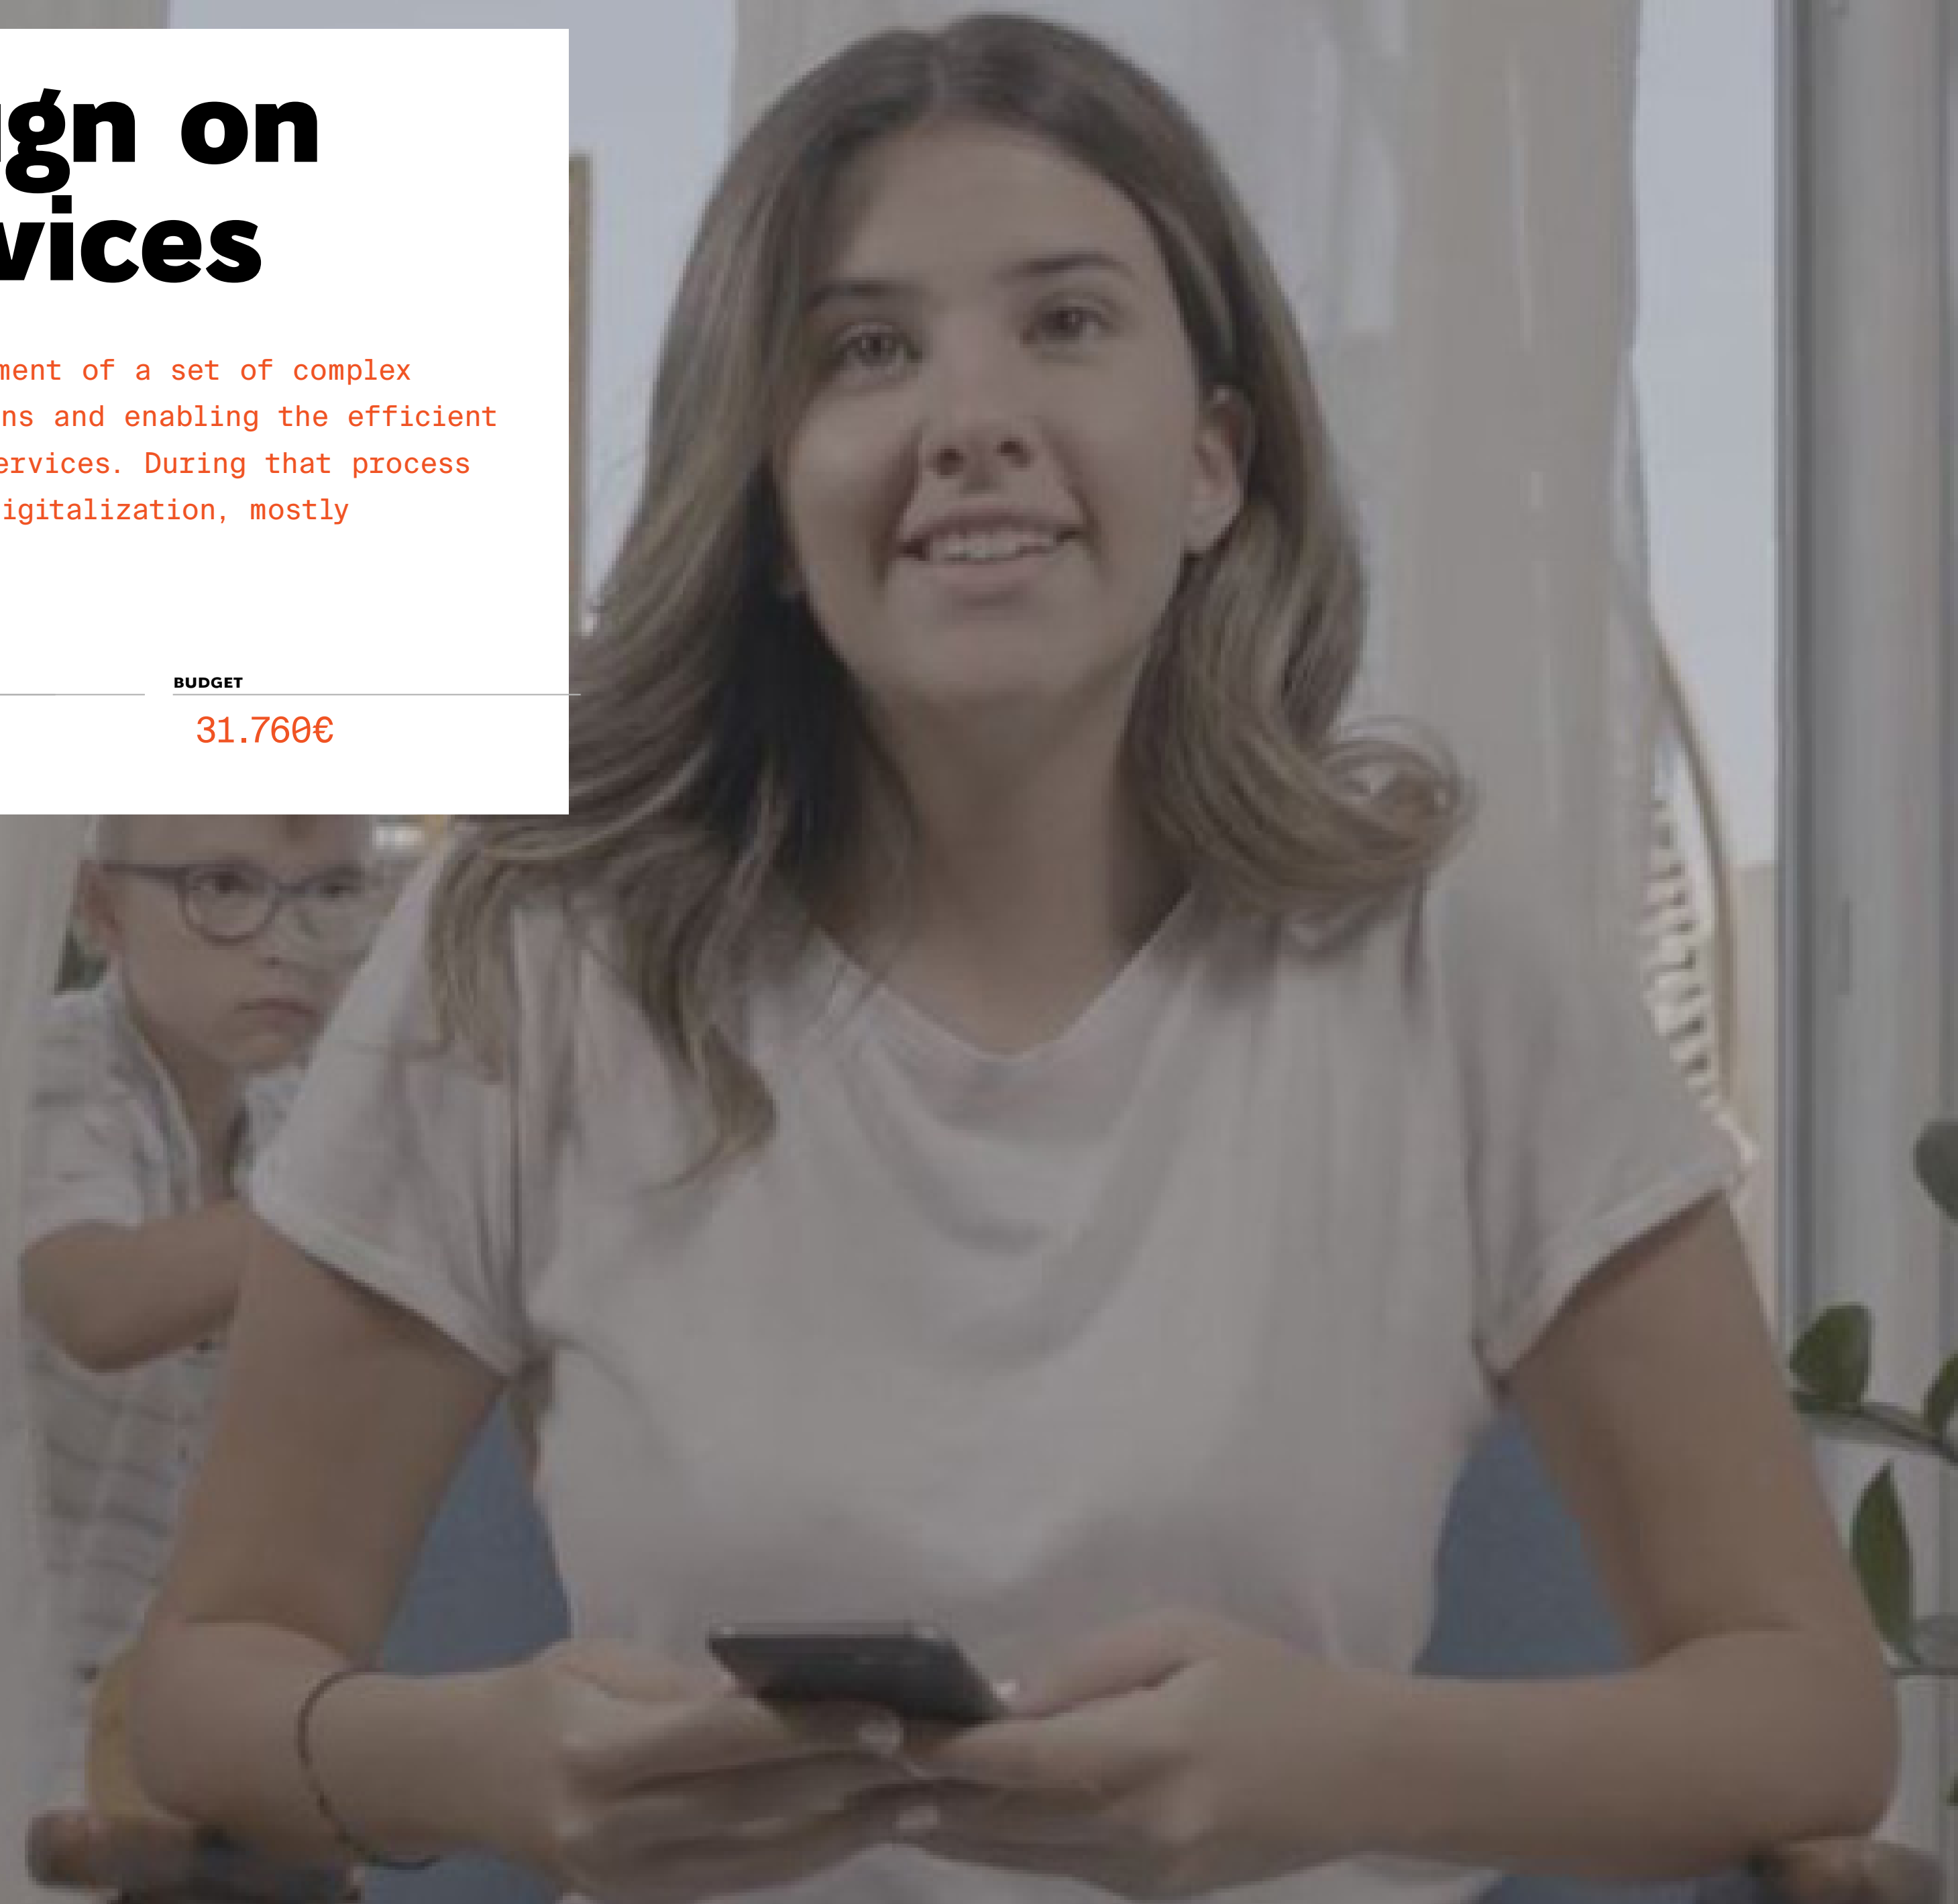 gn on
vices
ment of a set of complex
ns and enabling the efficient
ervices. During that process
igitalization, mostly
BUDGET
31.760€